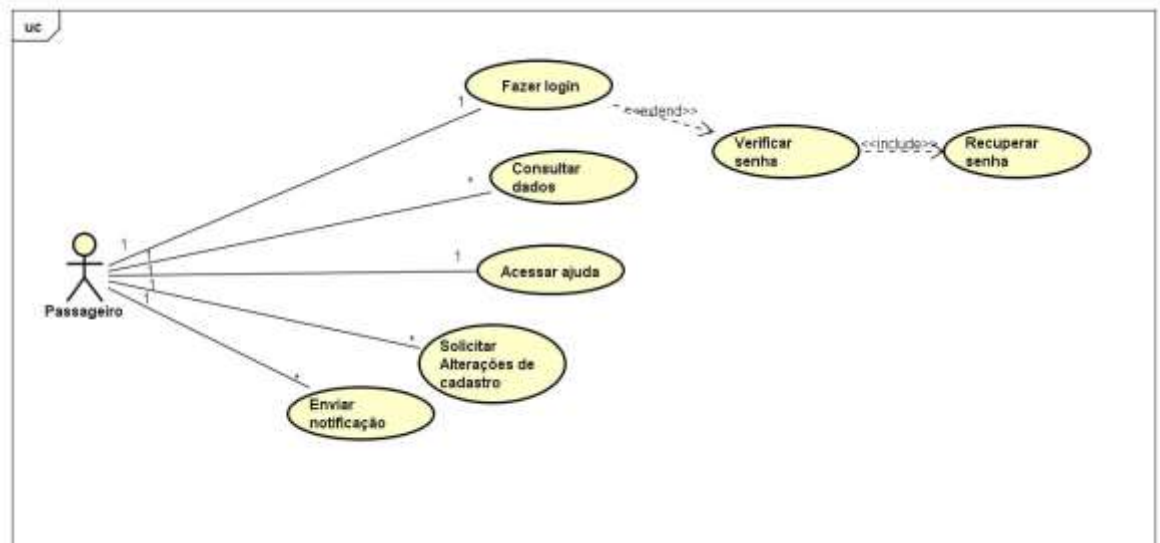 uc
Fazer login
1
<<extend>>
Verificar
senha
<<include>>
Recuperar
senha
Consultar
dados
*
1
1
Acessar ajuda
1
1
Passageiro
*
Solicitar
Alterações de
cadastro
*
Enviar
notificação